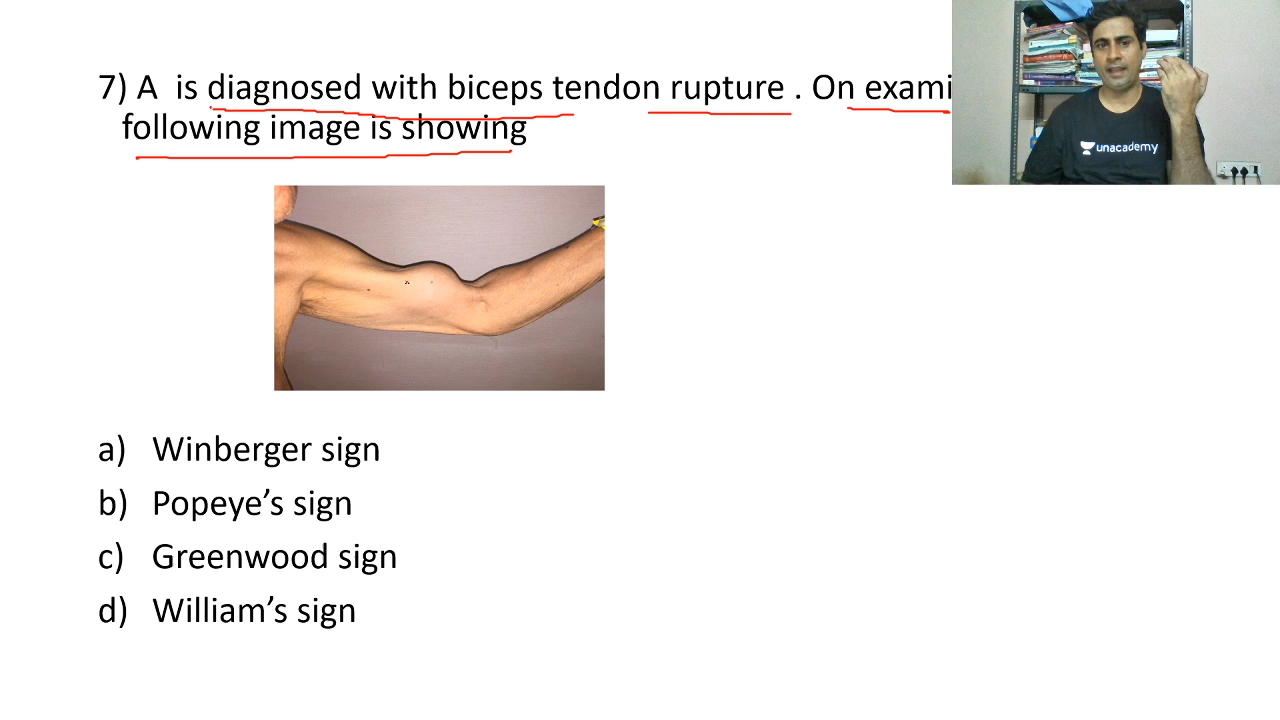 7) A is diagnosed with biceps tendon rupture . On exami
following image is showing
unacademy
a) Winberger sign
b) Popeye’s sign
c) Greenwood sign
d) William’s sign